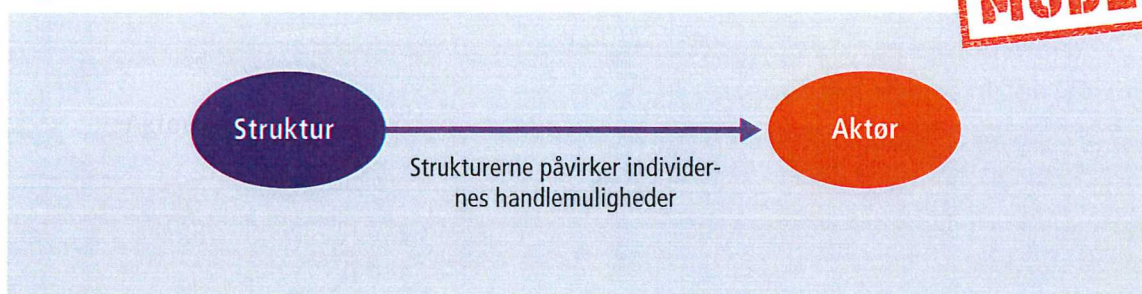 Struktur
Aktør
Strukturerne påvirker individer-
nes handlemuligheder